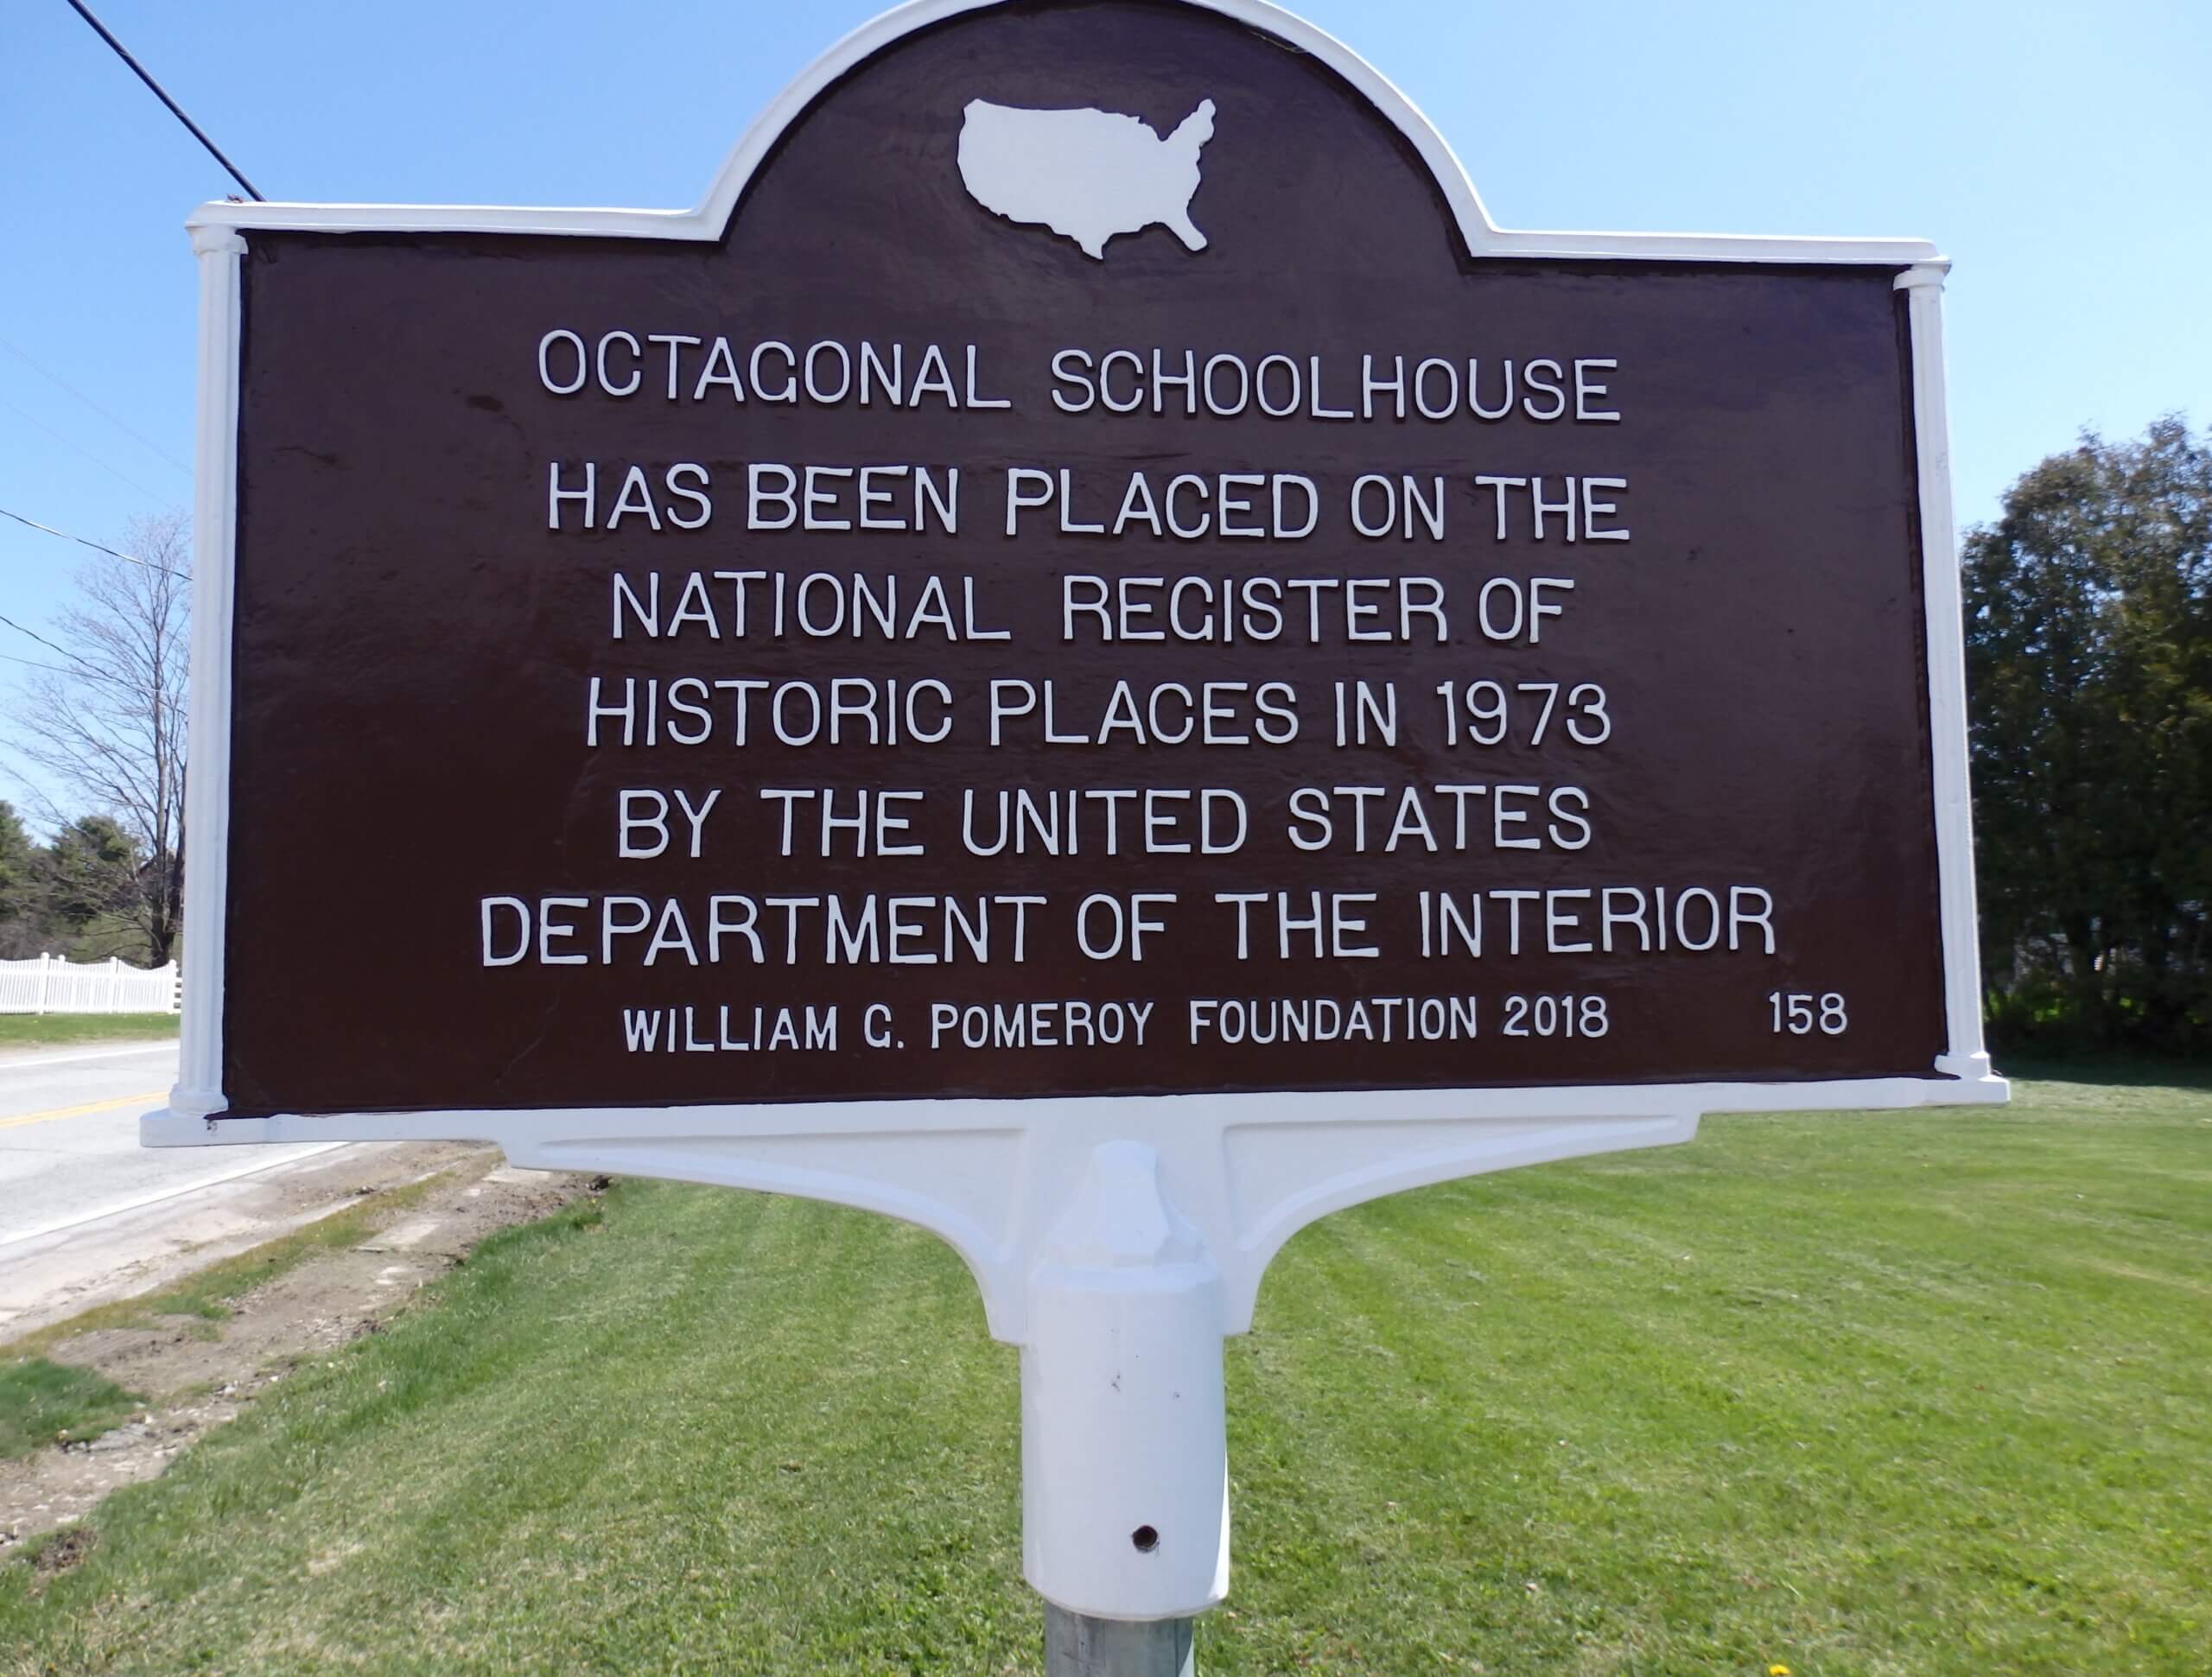 OCTAGONAL SCHOOLHOUSE
HAS BEEN PLACED ON THE
NATIONAL REGISTER OF
HISTORIC PLACES IN 1973
BY THE UNITED STATES
DEPARTMENT OF THE INTERIOR
WILLIAM G. POMEROY FOUNDATION 2018 158